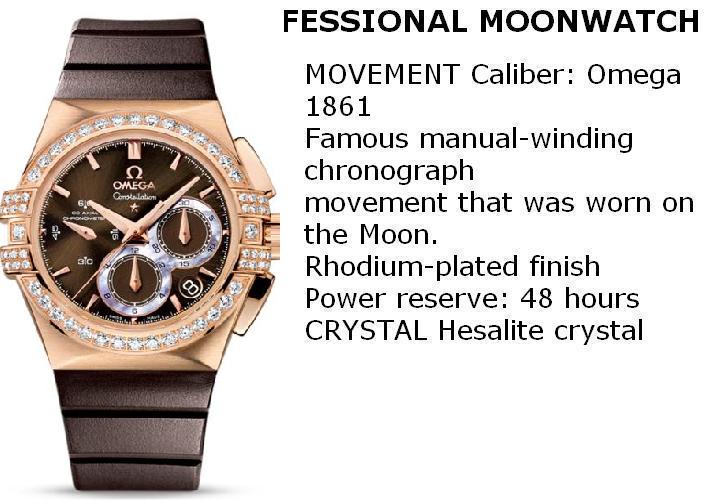 FESSIONAL MOONWATCH
MOVEMENT Caliber: Omega
1861
Famous manual-winding
chronograph
movement that was worn on
the Moon.
Rhodium-plated finish
Power reserve: 48 hours
CRYSTAL Hesalite crystal
Ω
OMEGA
Constellation
CO-AXIAL
CHRONOMETER